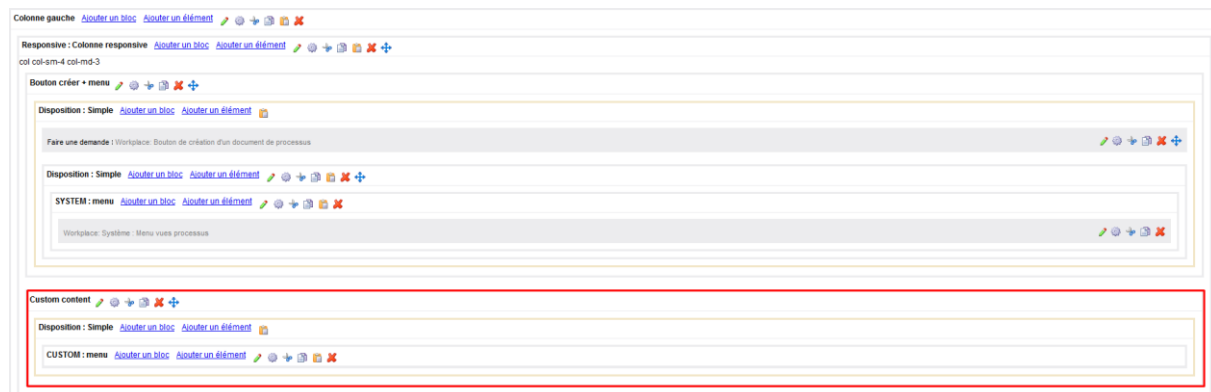 Colonne gauche Ajouter un bloc Ajouter un élément
Responsive : Colonne responsive Ajouter un bloc Ajouter un élément
col col-sm-4 col-md-3
Bouton créer + menu
Disposition : Simple Ajouter un bloc Ajouter un élément
Faire une demande : Workplace: Bouton de création d'un document de processus
Disposition : Simple Ajouter un bloc Ajouter un élément
SYSTEM : menu Ajouter un bloc Ajouter un élément
Workplace: Système : Menu vues processus
Custom content
Disposition : Simple Ajouter un bloc Ajouter un élément
CUSTOM : menu Ajouter un bloc Ajouter un élément